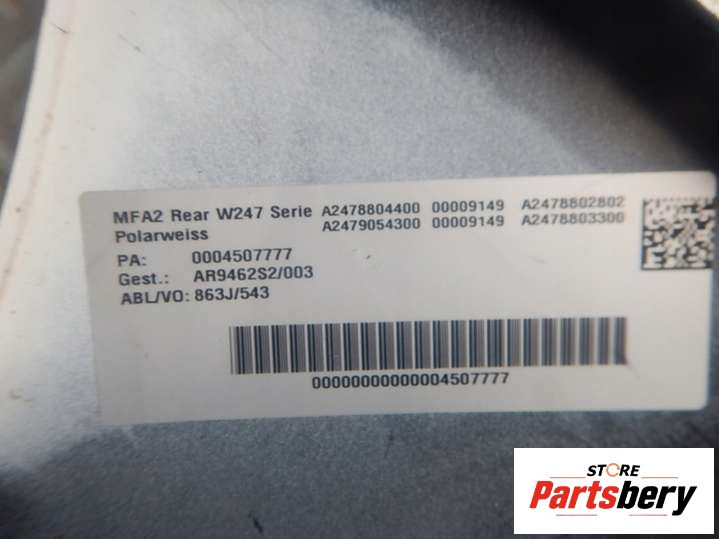 MFA2 Rear W247 Serie A2478804400 00009149 A2478802802
Polarweiss A2479054300 00009149 A2478803300
PA: 0004507777
Gest.: AR9462S2/003
ABL/VO: 863J/543
00000000000004507777
STORE
Partsbery